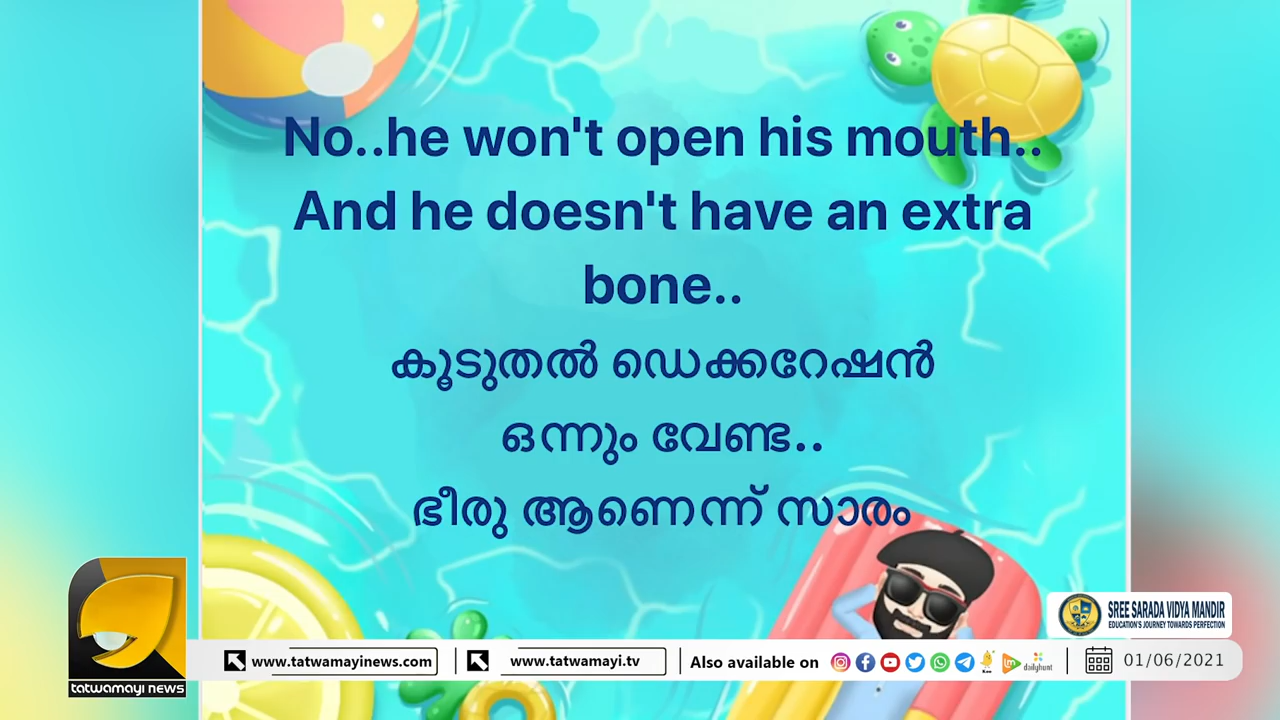 No..he won't open his mouth..
And he doesn't have an extra
bone..
കൂടുതൽ ഡെക്കറേഷൻ
ഒന്നും വേണ്ട..
ഭീരു ആണെന്ന് സാരം
SREE SARADA VIDYA MANDIR
EDUCATION'S JOURNEY TOWARDS PERFECTION
tatwamayi news
www.tatwamayinews.com
www.tatwamayi.tv
Also available on
dailyhunt
01/06/2021